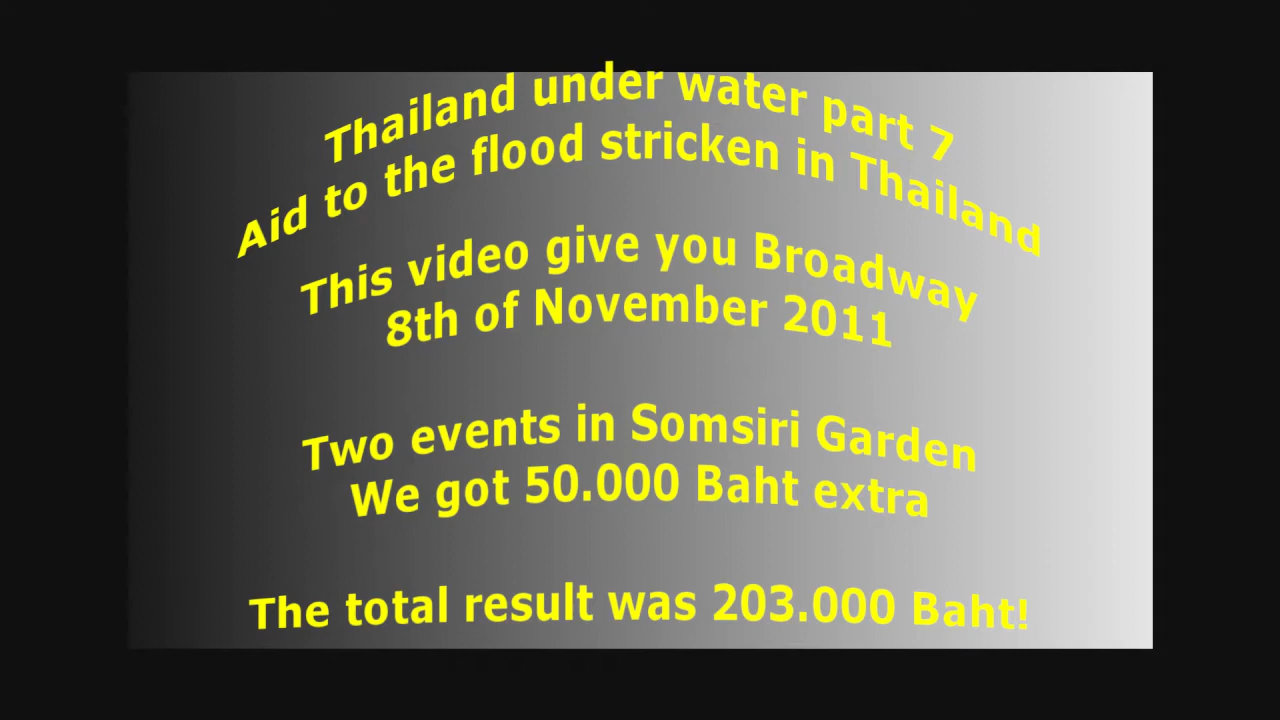 Thailand under water part 7
Aid to the flood stricken in Thailand
This video give you Broadway
8th of November 2011
Two events in Somsiri Garden
We got 50.000 Baht extra
The total result was 203.000 Baht!